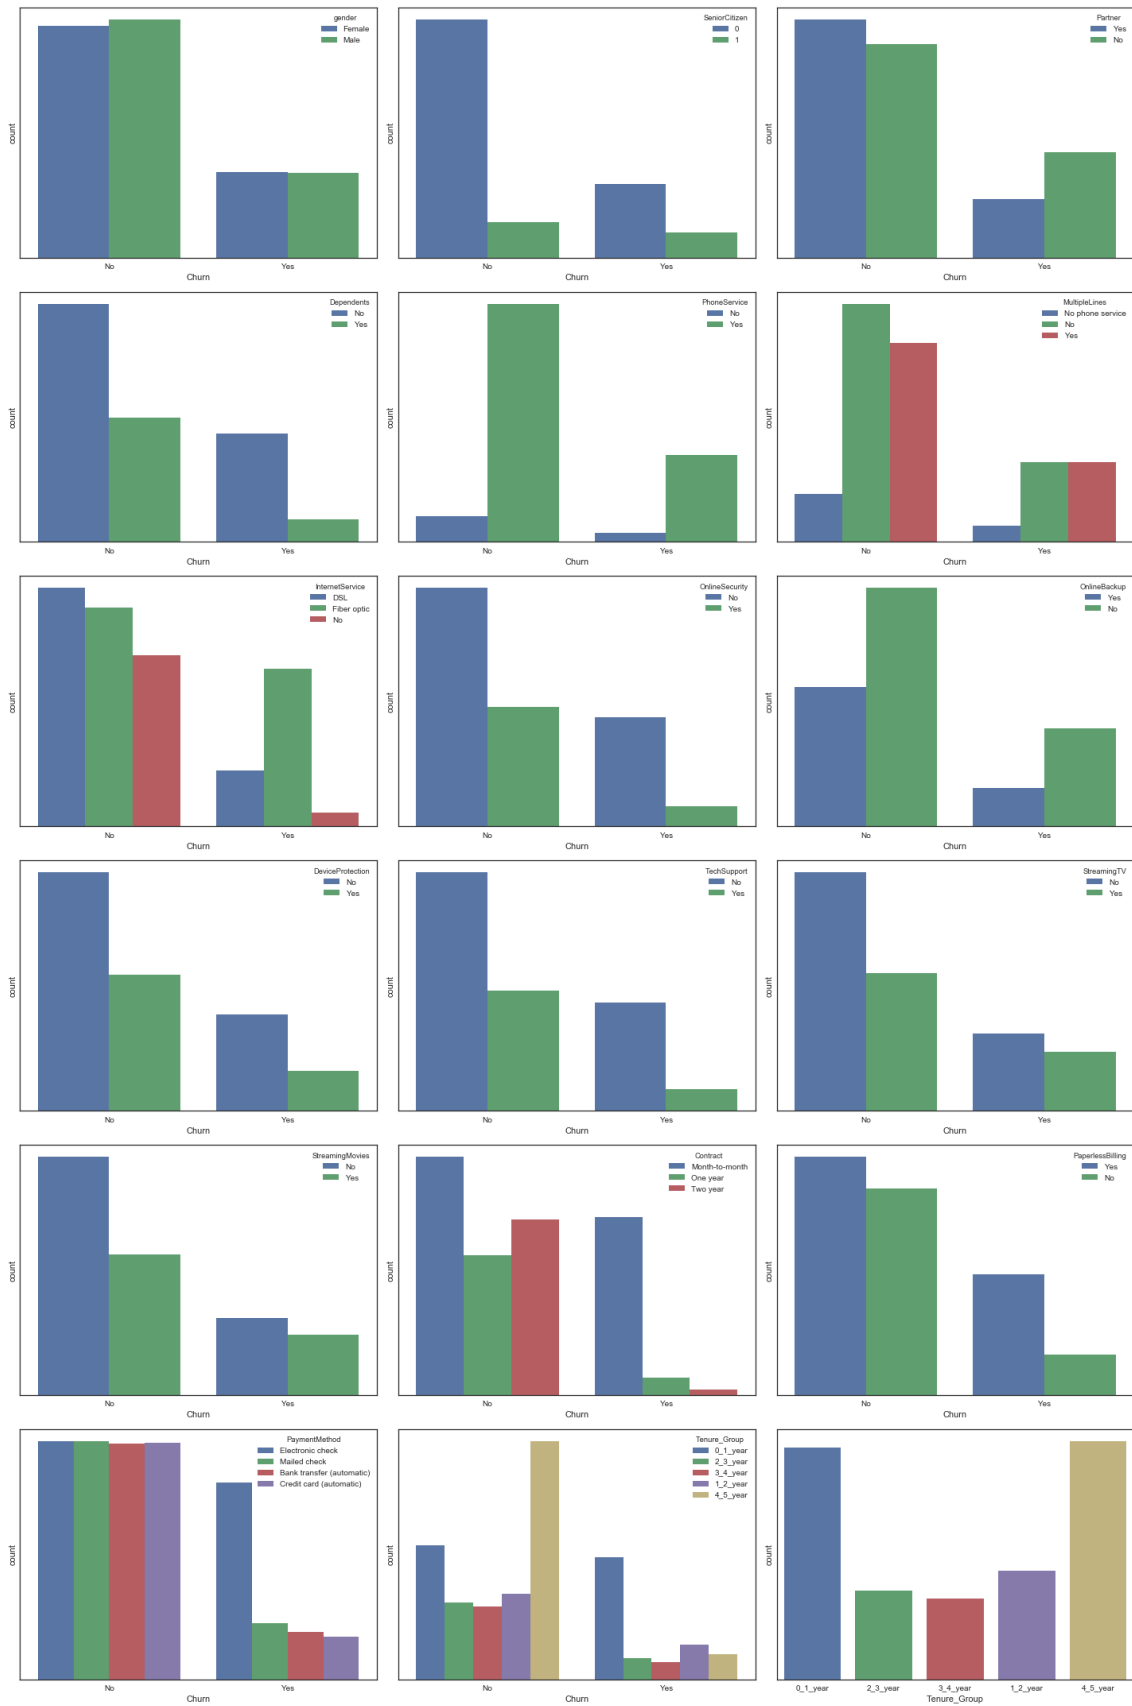 gender
Female
Male
count
No
Yes
Churn
SeniorCitizen
0
1
count
No
Yes
Churn
Partner
Yes
No
count
No
Yes
Churn
Dependents
No
Yes
count
No
Yes
Churn
PhoneService
No
Yes
count
No
Yes
Churn
MultipleLines
No phone service
No
Yes
count
No
Yes
Churn
InternetService
DSL
Fiber optic
No
count
No
Yes
Churn
OnlineSecurity
No
Yes
count
No
Yes
Churn
OnlineBackup
Yes
No
count
No
Yes
Churn
DeviceProtection
No
Yes
count
No
Yes
Churn
TechSupport
No
Yes
count
No
Yes
Churn
StreamingTV
No
Yes
count
No
Yes
Churn
StreamingMovies
No
Yes
count
No
Yes
Churn
Contract
Month-to-month
One year
Two year
count
No
Yes
Churn
PaperlessBilling
Yes
No
count
No
Yes
Churn
PaymentMethod
Electronic check
Mailed check
Bank transfer (automatic)
Credit card (automatic)
count
No
Yes
Churn
Tenure_Group
0_1_year
2_3_year
3_4_year
1_2_year
4_5_year
count
No
Yes
Churn
count
0_1_year
2_3_year
3_4_year
1_2_year
4_5_year
Tenure_Group